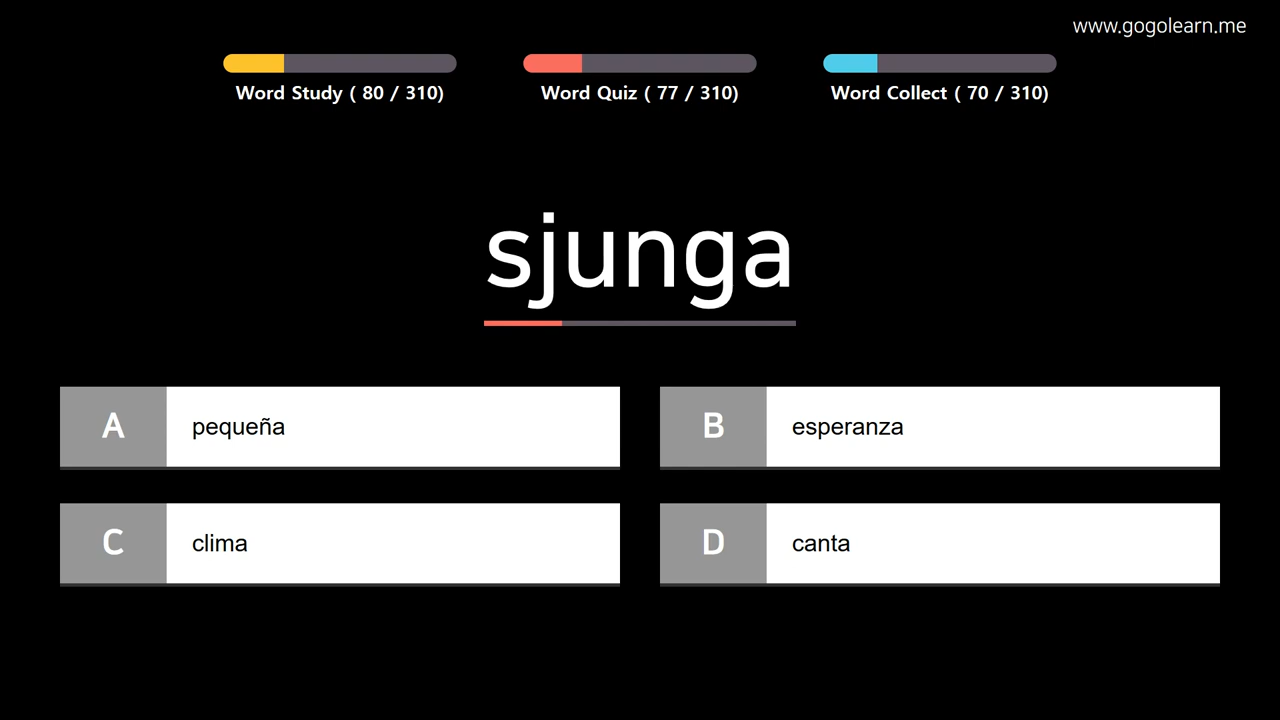 www.gogolearn.me
Word Study ( 80 / 310)
Word Quiz ( 77 / 310)
Word Collect ( 70 / 310)
sjunga
A pequeña
B esperanza
C clima
D canta